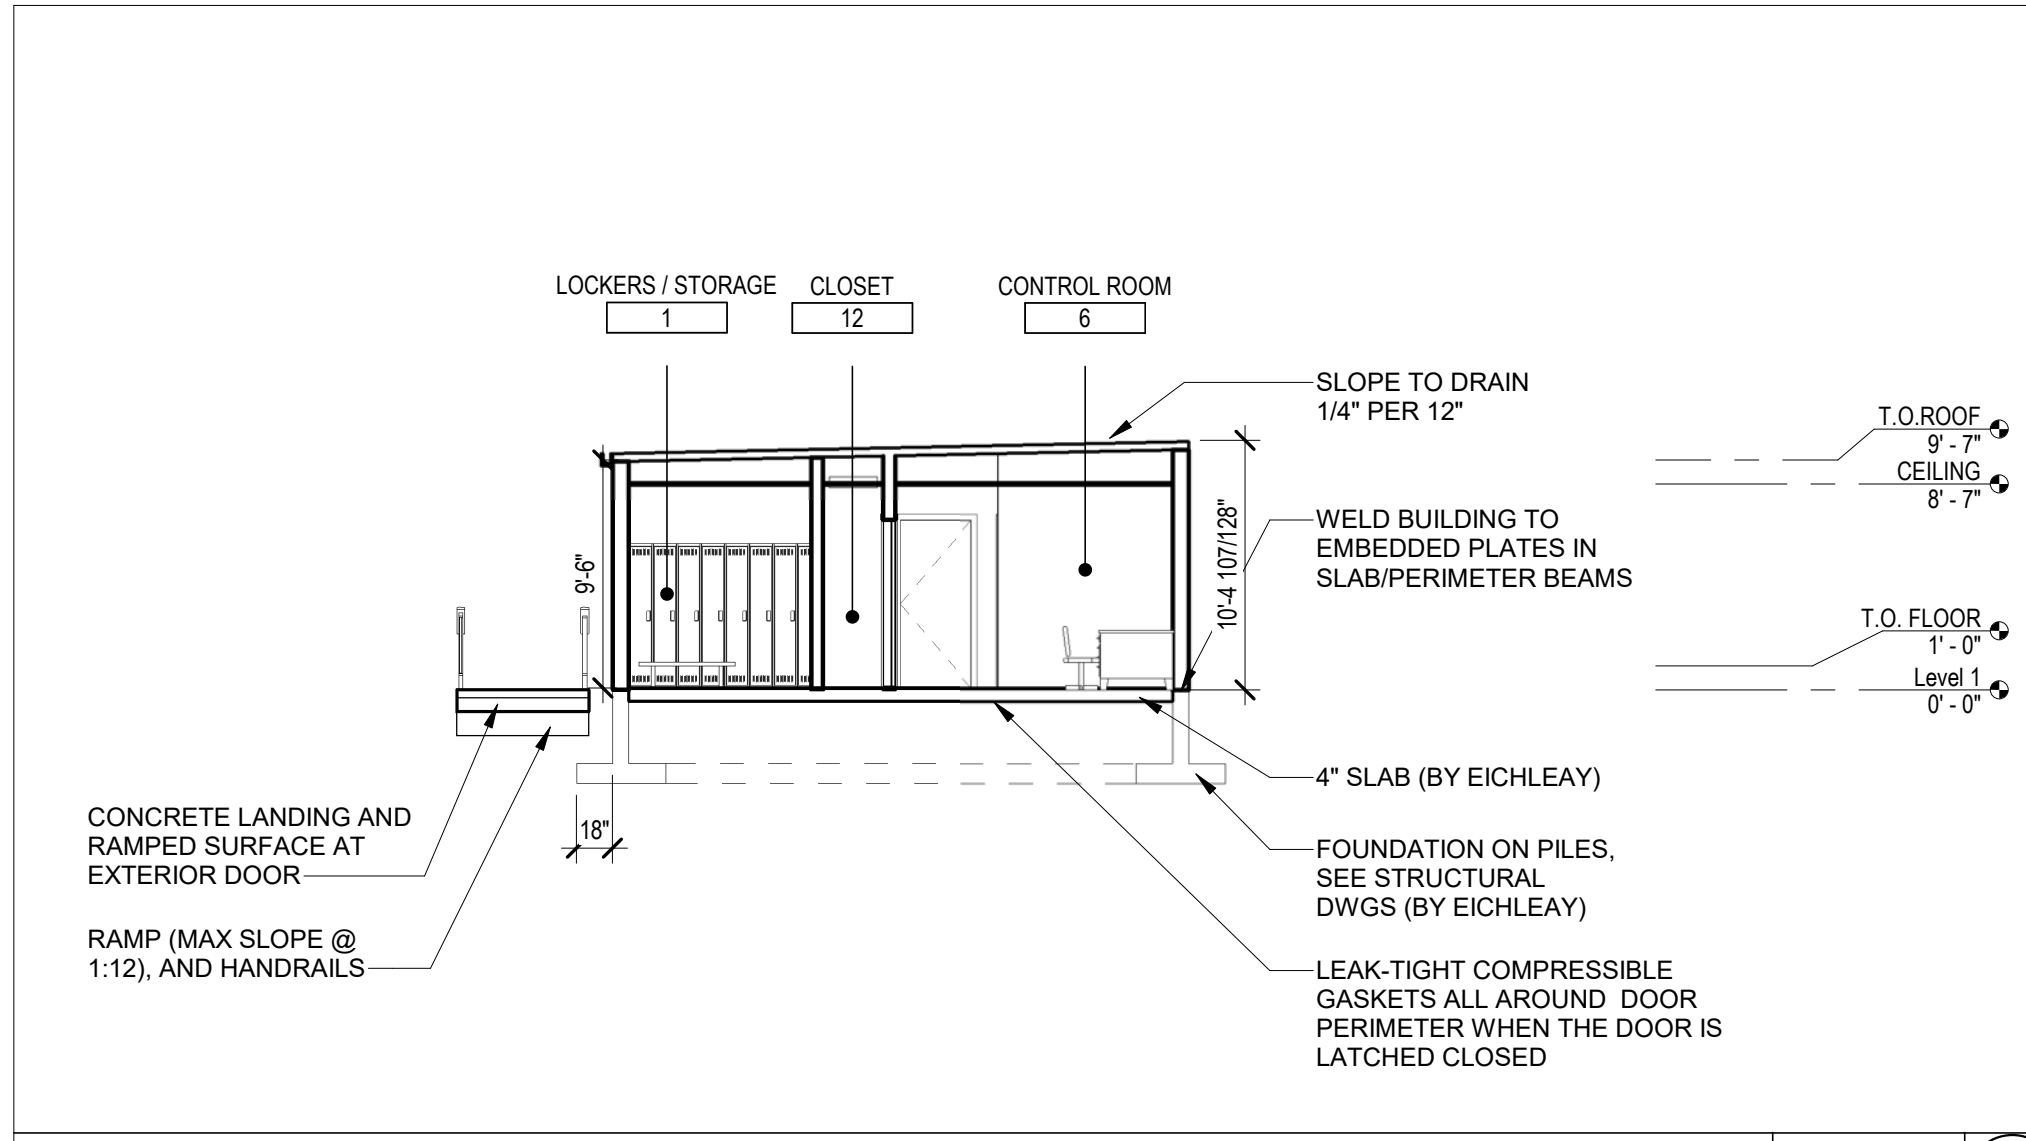 LOCKERS / STORAGE
1
CLOSET
12
CONTROL ROOM
6
SLOPE TO DRAIN
1/4" PER 12"
T.O.ROOF
9' - 7"
CEILING
8' - 7"
9'-6"
10'-4 107/128"
WELD BUILDING TO
EMBEDDED PLATES IN
SLAB/PERIMETER BEAMS
T.O. FLOOR
1' - 0"
Level 1
0' - 0"
4" SLAB (BY EICHLEAY)
18"
CONCRETE LANDING AND
RAMPED SURFACE AT
EXTERIOR DOOR
FOUNDATION ON PILES,
SEE STRUCTURAL
DWGS (BY EICHLEAY)
RAMP (MAX SLOPE @
1:12), AND HANDRAILS
LEAK-TIGHT COMPRESSIBLE
GASKETS ALL AROUND  DOOR
PERIMETER WHEN THE DOOR IS
LATCHED CLOSED